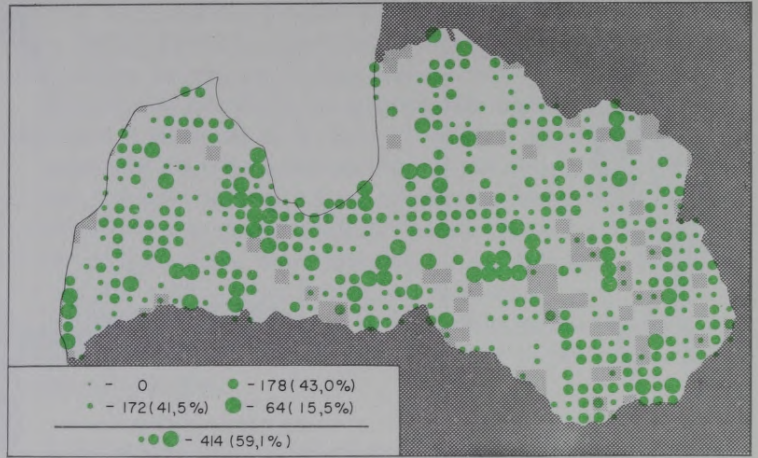 - 0 - 178 (43,0%)
- 172 (41,5%) - 64 (15,5%)
- 414 (59,1%)